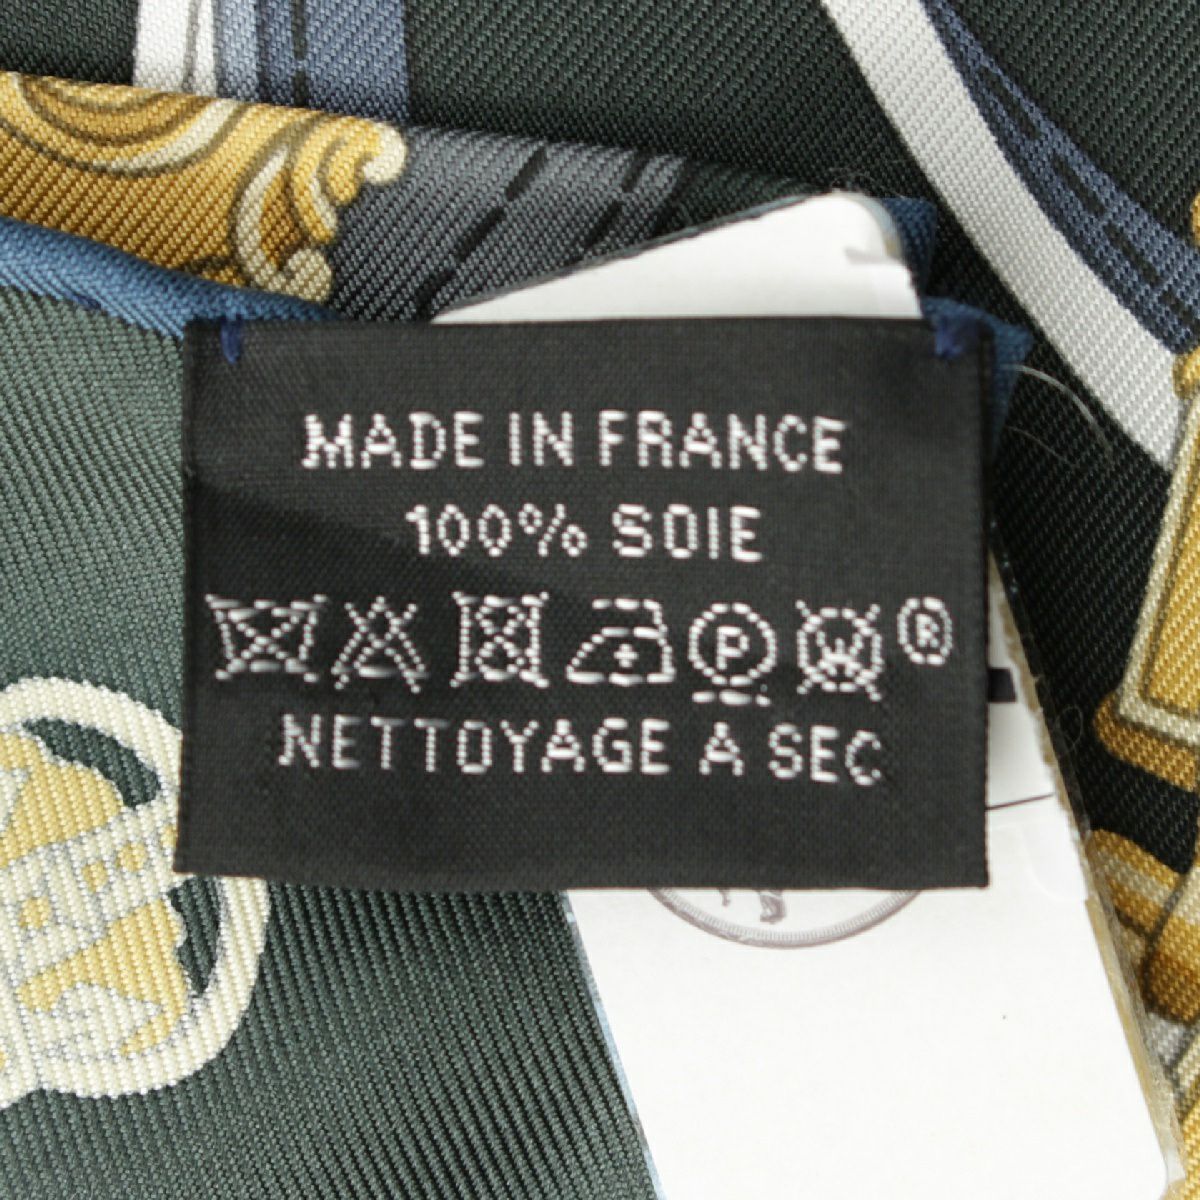 MADE IN FRANCE
100% SOIE
P W ®
NETTOYAGE A SEC